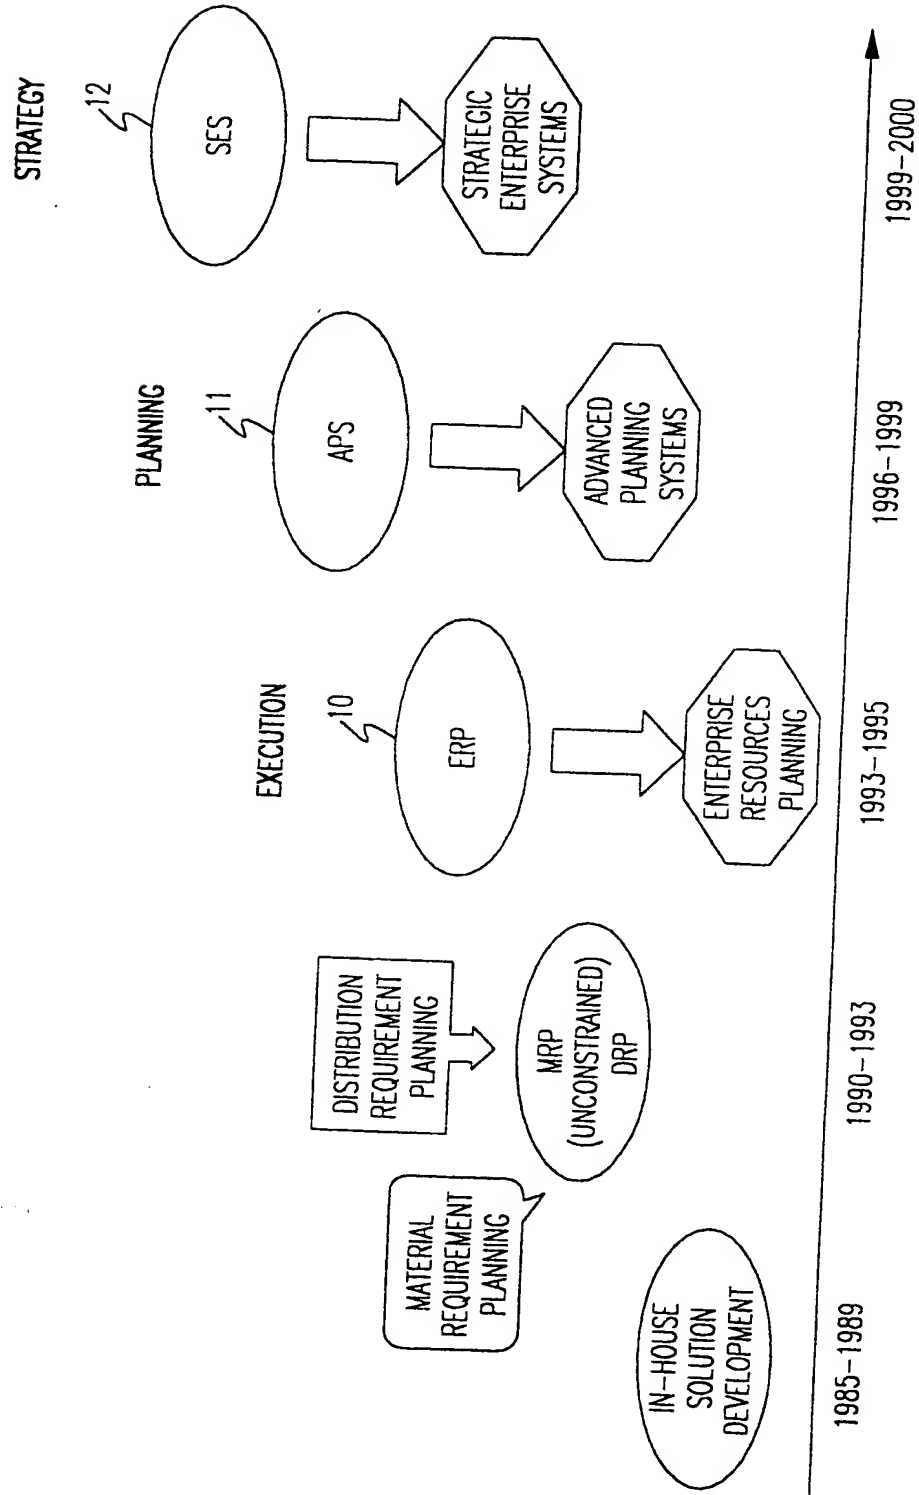 STRATEGY
12
SES
STRATEGIC
ENTERPRISE
SYSTEMS
1999-2000
PLANNING
11
APS
ADVANCED
PLANNING
SYSTEMS
1996-1999
EXECUTION
10
ERP
ENTERPRISE
RESOURCES
PLANNING
1993-1995
DISTRIBUTION
REQUIREMENT
PLANNING
MRP
(UNCONSTRAINED)
DRP
1990-1993
MATERIAL
REQUIREMENT
PLANNING
IN-HOUSE
SOLUTION
DEVELOPMENT
1985-1989